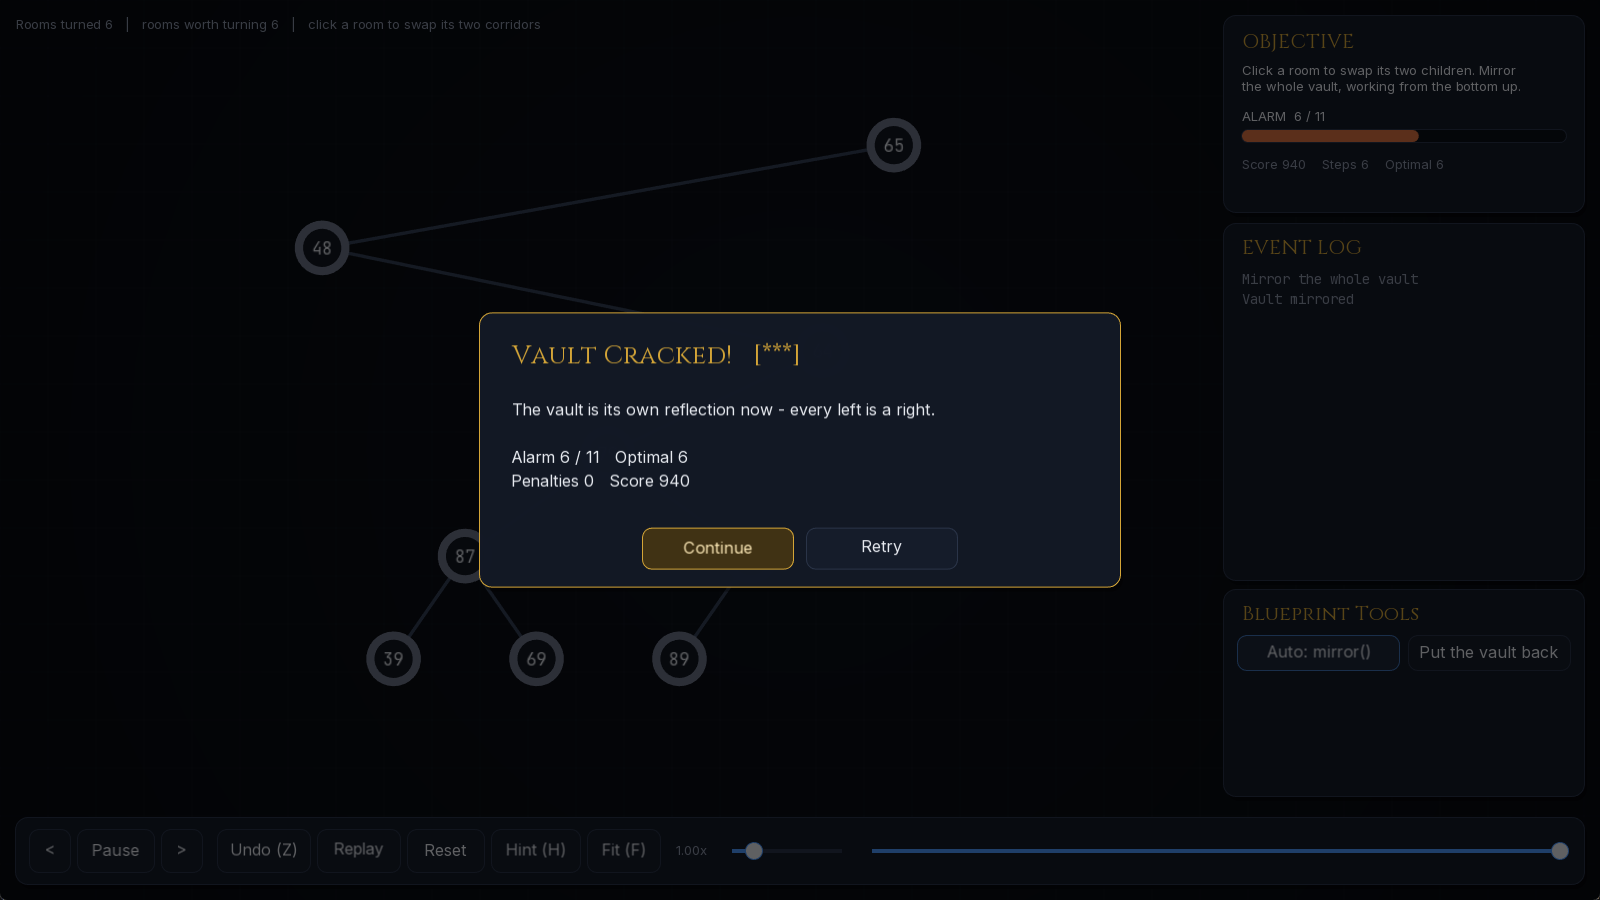 Rooms turned 6 | rooms worth turning 6 | click a room to swap its two corridors
OBJECTIVE
Click a room to swap its two children. Mirror
the whole vault, working from the bottom up.
ALARM 6 / 11
Score 940 Steps 6 Optimal 6
EVENT LOG
Mirror the whole vault
Vault mirrored
65
48
Vault Cracked! [***]
The vault is its own reflection now - every left is a right.
Alarm 6 / 11 Optimal 6
Penalties 0 Score 940
Continue Retry
87
39 69 89
Blueprint Tools
Auto: mirror() Put the vault back
< Pause > Undo (Z) Replay Reset Hint (H) Fit (F) 1.00x